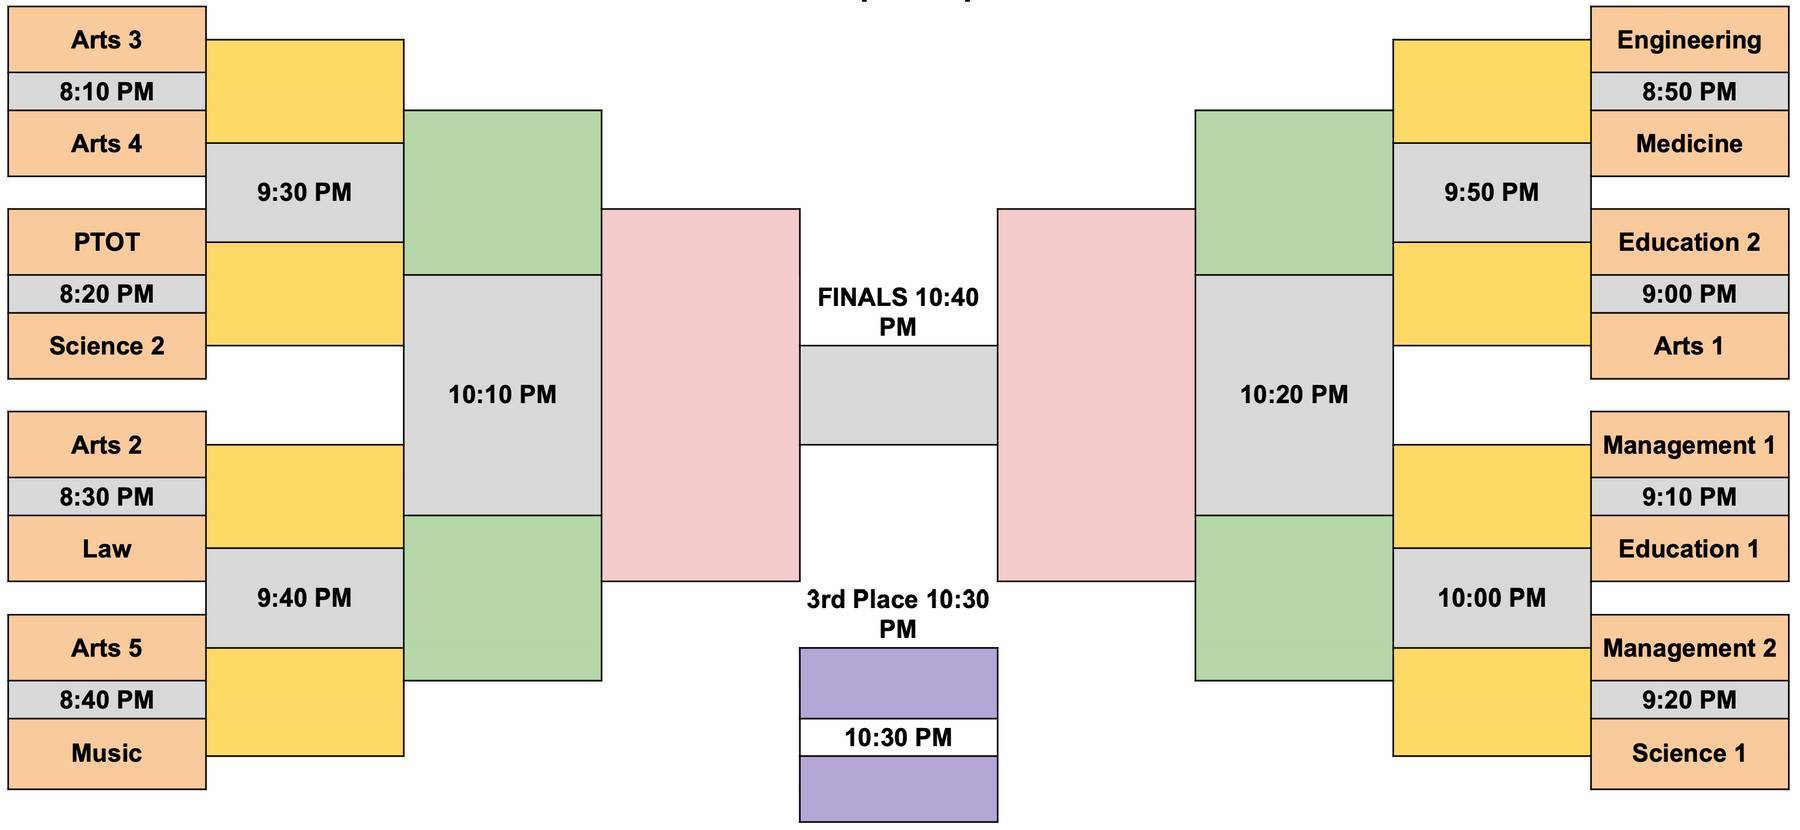 Arts 3
8:10 PM
Arts 4
PTOT
8:20 PM
Science 2
Arts 2
8:30 PM
Law
Arts 5
8:40 PM
Music
9:30 PM
9:40 PM
10:10 PM
FINALS 10:40
PM
3rd Place 10:30
PM
10:30 PM
10:20 PM
9:50 PM
10:00 PM
Engineering
8:50 PM
Medicine
Education 2
9:00 PM
Arts 1
Management 1
9:10 PM
Education 1
Management 2
9:20 PM
Science 1